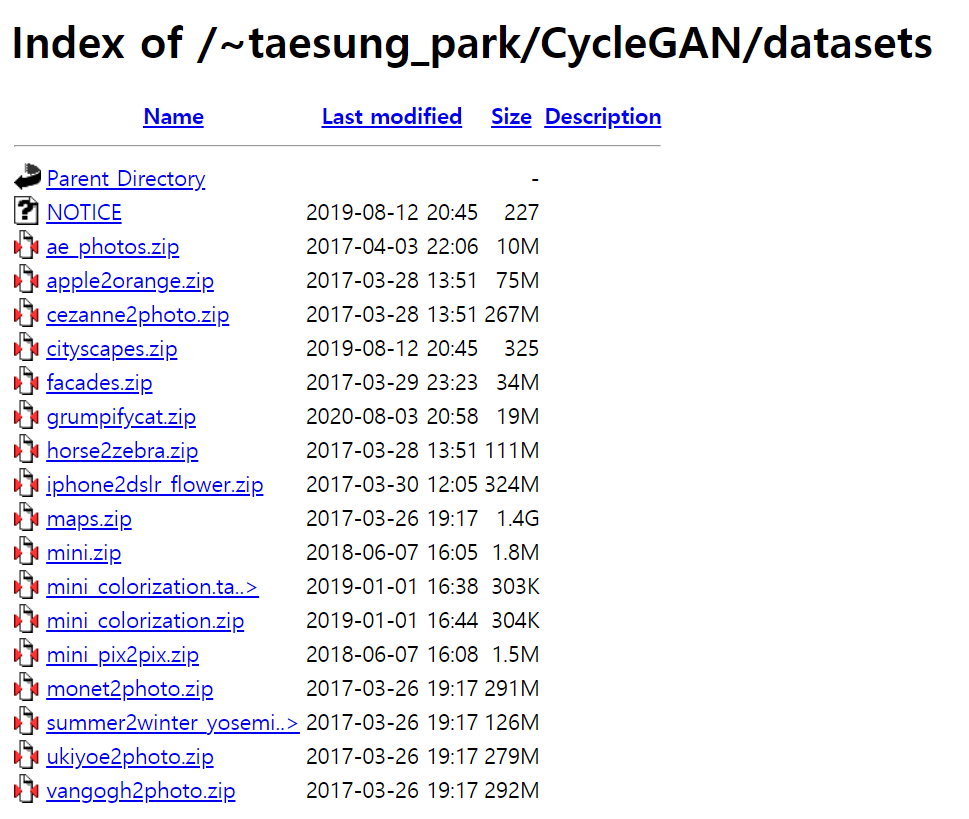 Index of /~taesung_park/CycleGAN/datasets
Name Last modified Size Description
Parent Directory -
NOTICE 2019-08-12 20:45 227
ae_photos.zip 2017-04-03 22:06 10M
apple2orange.zip 2017-03-28 13:51 75M
cezanne2photo.zip 2017-03-28 13:51 267M
cityscapes.zip 2019-08-12 20:45 325
facades.zip 2017-03-29 23:23 34M
grumpifycat.zip 2020-08-03 20:58 19M
horse2zebra.zip 2017-03-28 13:51 111M
iphone2dslr_flower.zip 2017-03-30 12:05 324M
maps.zip 2017-03-26 19:17 1.4G
mini.zip 2018-06-07 16:05 1.8M
mini_colorization.ta..> 2019-01-01 16:38 303K
mini_colorization.zip 2019-01-01 16:44 304K
mini_pix2pix.zip 2018-06-07 16:08 1.5M
monet2photo.zip 2017-03-26 19:17 291M
summer2winter_yosemi..> 2017-03-26 19:17 126M
ukiyoe2photo.zip 2017-03-26 19:17 279M
vangogh2photo.zip 2017-03-26 19:17 292M